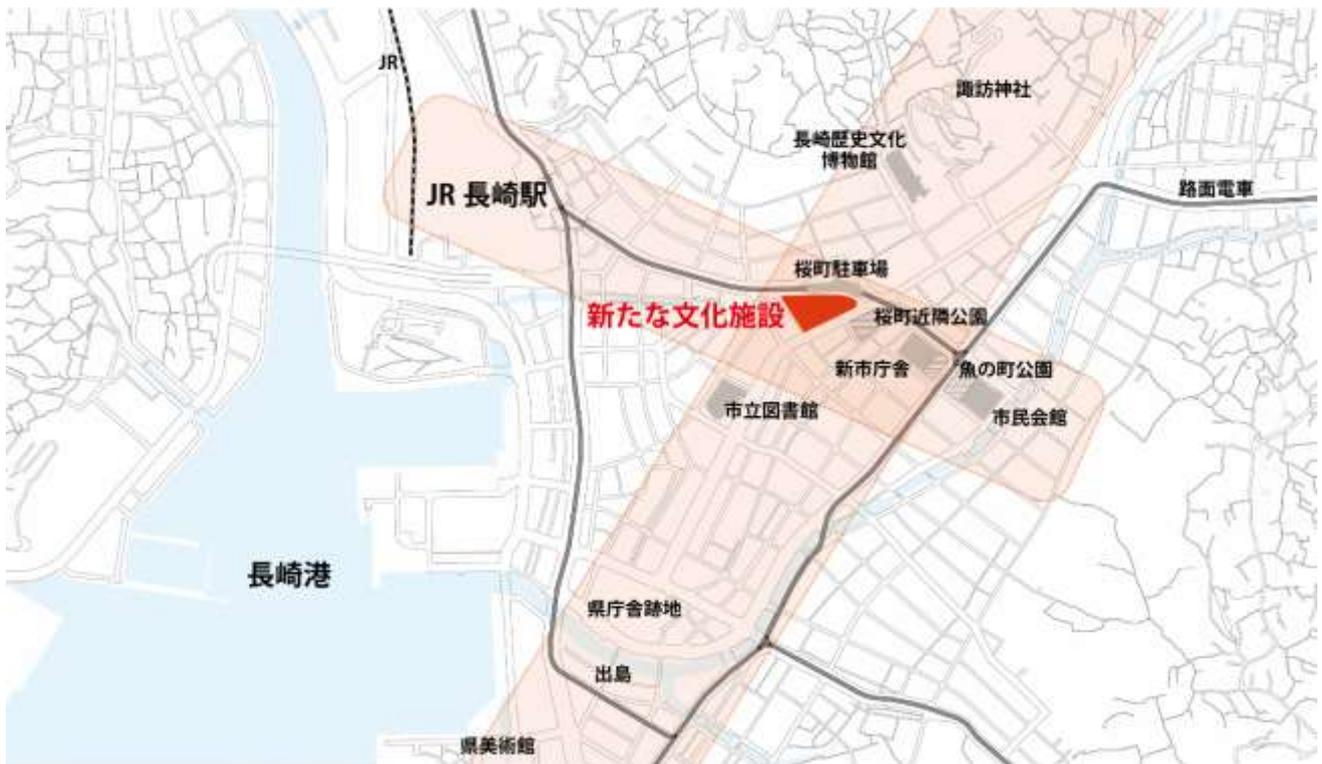 JR
諏訪神社
長崎歴史文化
博物館
JR 長崎駅
路面電車
桜町駐車場
新たな文化施設
桜町近隣公園
新市庁舎
魚の町公園
市立図書館
市民会館
長崎港
県庁舎跡地
出島
県美術館